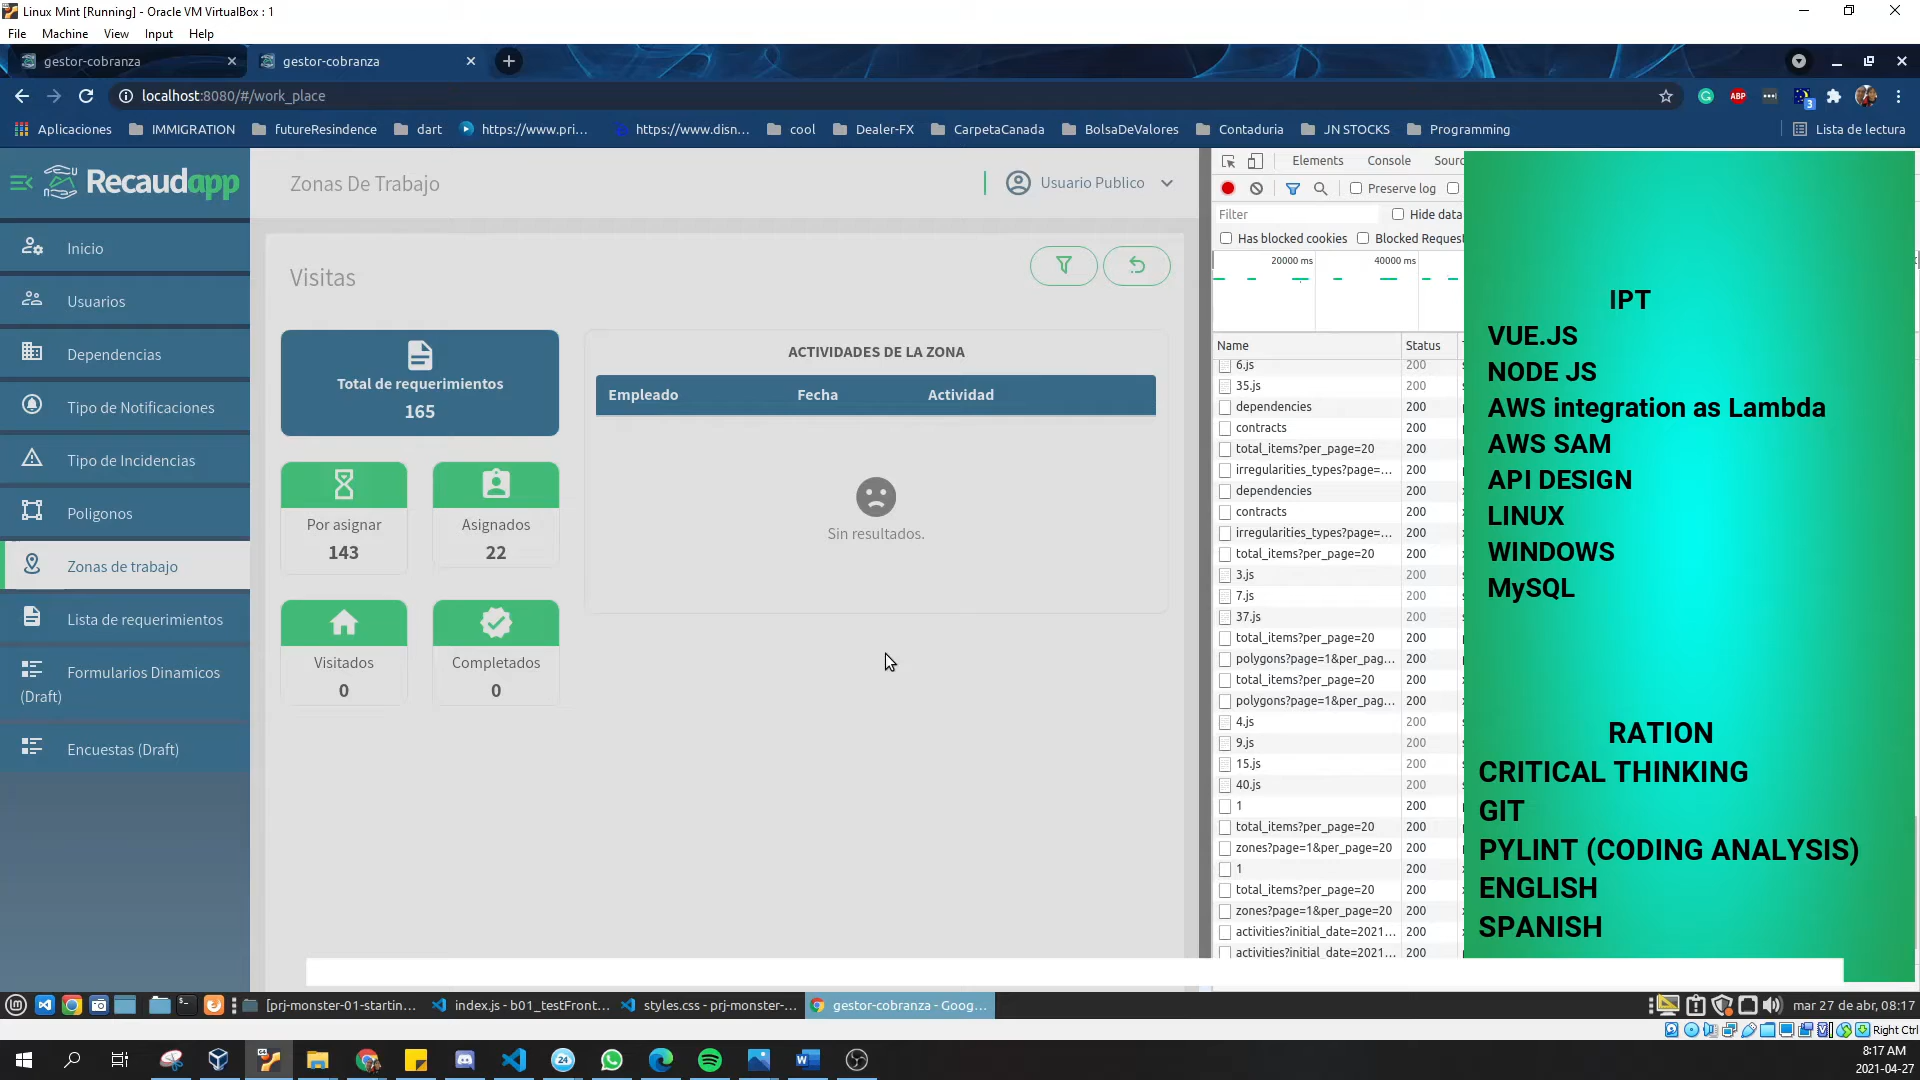 Linux Mint [Running] - Oracle VM VirtualBox : 1
File Machine View Input Help
gestor-cobranza
gestor-cobranza
localhost:8080/#/work_place
ABP
3
Aplicaciones
IMMIGRATION
futureResindence
dart
https://www.pri...
https://www.disn...
cool
Dealer-FX
CarpetaCanada
BolsaDeValores
Contaduria
JN STOCKS
Programming
Lista de lectura
Recaudapp
Inicio
Usuarios
Dependencias
Tipo de Notificaciones
Tipo de Incidencias
Poligonos
Zonas de trabajo
Lista de requerimientos
Formularios Dinamicos
(Draft)
Encuestas (Draft)
Zonas De Trabajo
Usuario Publico
Visitas
Total de requerimientos
165
Por asignar
143
Asignados
22
Visitados
0
Completados
0
ACTIVIDADES DE LA ZONA
Empleado Fecha Actividad
Sin resultados.
Elements Console Sourc
Preserve log
Filter
Hide data
Has blocked cookies
Blocked Request
20000 ms 40000 ms
Name Status
6.js 200
35.js 200
dependencies 200
contracts 200
total_items?per_page=20 200
irregularities_types?page=... 200
dependencies 200
contracts 200
irregularities_types?page=... 200
total_items?per_page=20 200
3.js 200
7.js 200
37.js 200
total_items?per_page=20 200
polygons?page=1&per_pag... 200
total_items?per_page=20 200
polygons?page=1&per_pag... 200
4.js 200
9.js 200
15.js 200
40.js 200
1 200
total_items?per_page=20 200
zones?page=1&per_page=20 200
1 200
total_items?per_page=20 200
zones?page=1&per_page=20 200
activities?initial_date=2021... 200
activities?initial_date=2021... 200
IPT
VUE.JS
NODE JS
AWS integration as Lambda
AWS SAM
API DESIGN
LINUX
WINDOWS
MySQL
RATION
CRITICAL THINKING
GIT
PYLINT (CODING ANALYSIS)
ENGLISH
SPANISH
[prj-monster-01-startin...
index.js - b01_testFront...
styles.css - prj-monster-...
gestor-cobranza - Goog...
mar 27 de abr, 08:17
Right Ctrl
24
8:17 AM
2021-04-27